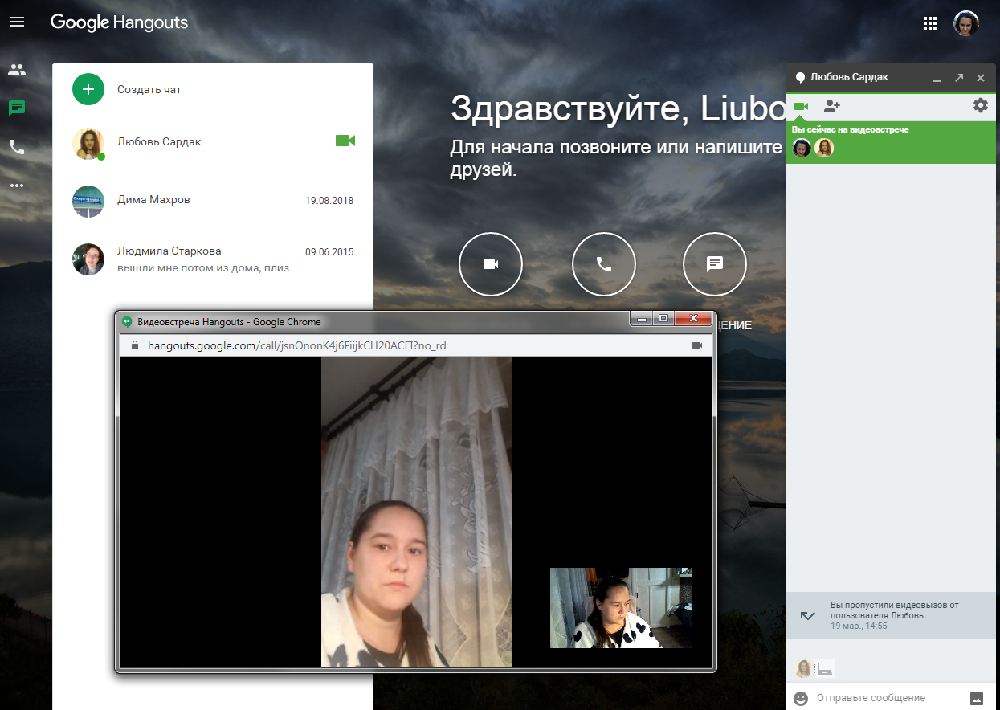 Google Hangouts
Создать чат
Любовь Сардак
Дима Махров
19.08.2018
Людмила Старкова
09.06.2015
вышли мне потом из дома, плиз
Здравствуйте, Liubo
Для начала позвоните или напишите
друзей.
ЩЕНИЕ
Видеовстреча Hangouts - Google Chrome
hangouts.google.com/call/jsnOnonK4j6FiijkCH20ACEI?no_rd
Любовь Сардак
Вы сейчас на видеовстрече
Вы пропустили видеовызов от
пользователя Любовь
19 мар., 14:55
Отправьте сообщение